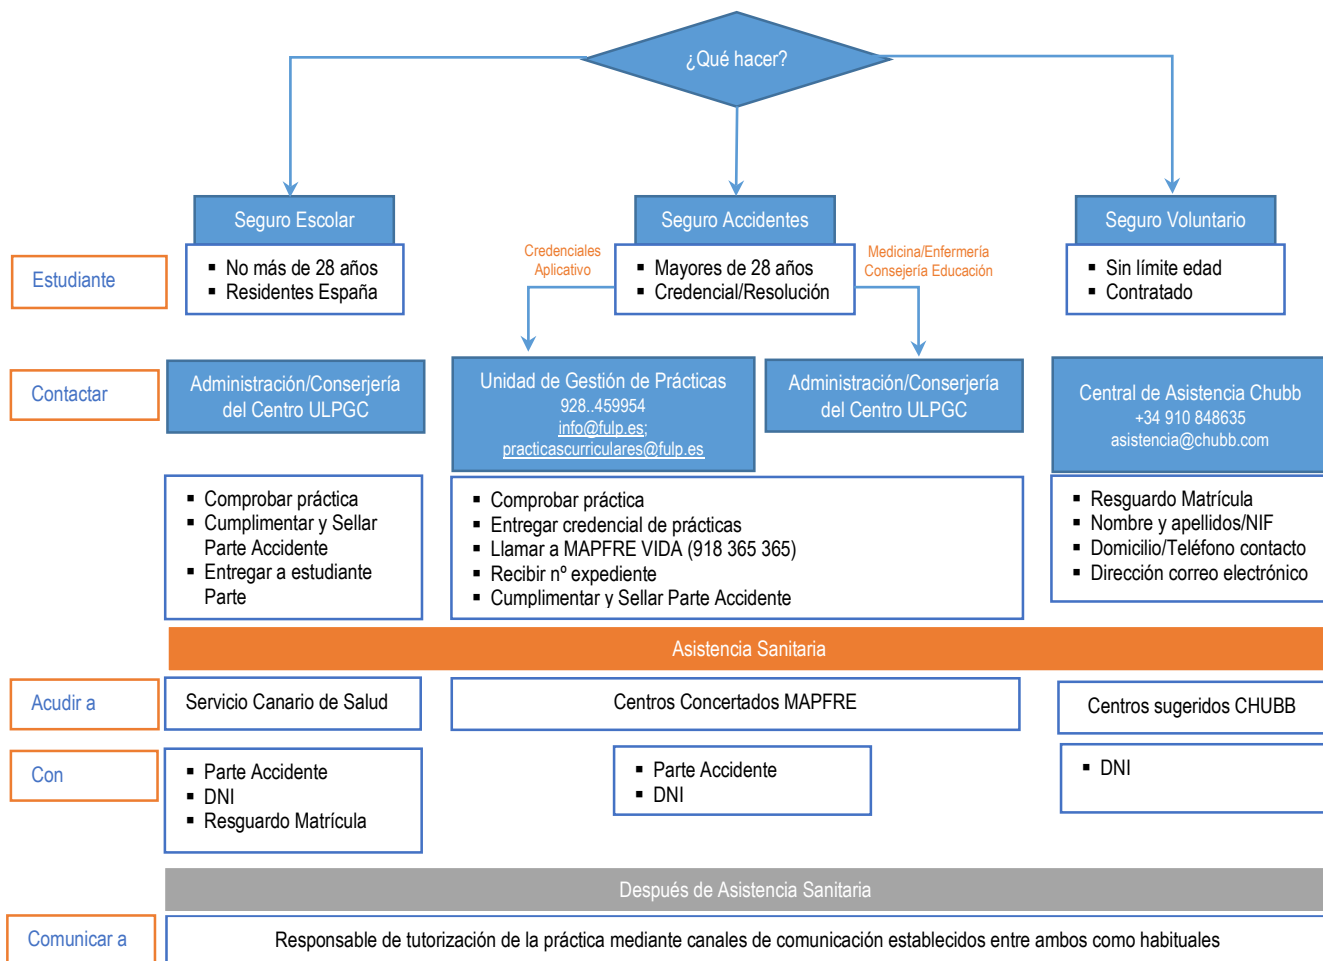 ¿Qué hacer?
Seguro Escolar
Seguro Accidentes
Seguro Voluntario
Credenciales
Aplicativo
Medicina/Enfermería
Consejería Educación
Estudiante
▪ No más de 28 años
▪ Residentes España
▪ Mayores de 28 años
▪ Credencial/Resolución
▪ Sin límite edad
▪ Contratado
Contactar
Administración/Conserjería
del Centro ULPGC
Unidad de Gestión de Prácticas
928..459954
info@fulp.es;
practicascurriculares@fulp.es
Administración/Conserjería
del Centro ULPGC
Central de Asistencia Chubb
+34 910 848635
asistencia@chubb.com
▪ Comprobar práctica
▪ Cumplimentar y Sellar
Parte Accidente
▪ Entregar a estudiante
Parte
▪ Comprobar práctica
▪ Entregar credencial de prácticas
▪ Llamar a MAPFRE VIDA (918 365 365)
▪ Recibir nº expediente
▪ Cumplimentar y Sellar Parte Accidente
▪ Resguardo Matrícula
▪ Nombre y apellidos/NIF
▪ Domicilio/Teléfono contacto
▪ Dirección correo electrónico
Asistencia Sanitaria
Acudir a
Servicio Canario de Salud
Centros Concertados MAPFRE
Centros sugeridos CHUBB
Con
▪ Parte Accidente
▪ DNI
▪ Resguardo Matrícula
▪ Parte Accidente
▪ DNI
▪ DNI
Después de Asistencia Sanitaria
Comunicar a
Responsable de tutorización de la práctica mediante canales de comunicación establecidos entre ambos como habituales